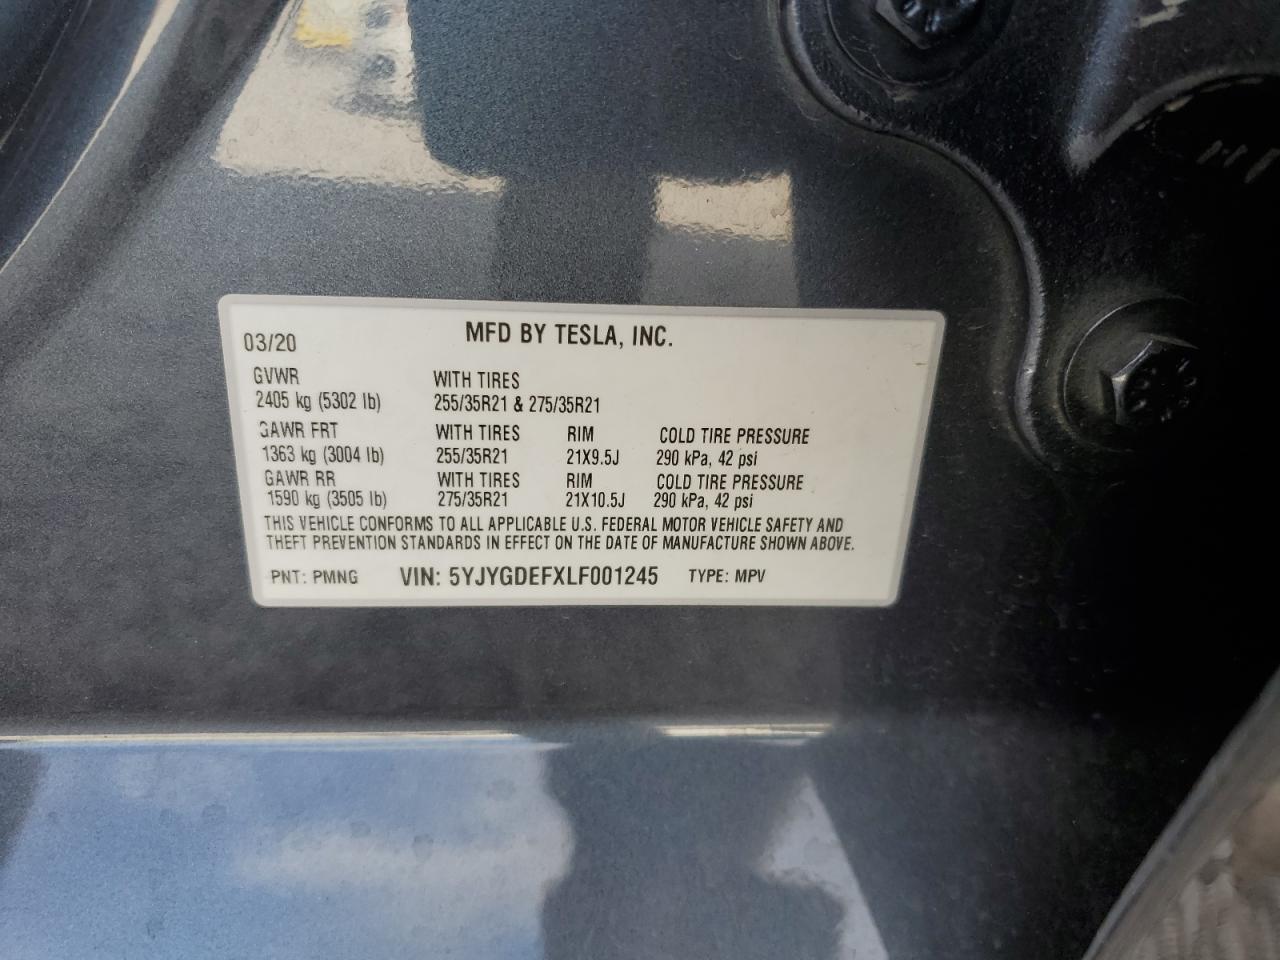 MFD BY TESLA, INC.
03/20
GVWR WITH TIRES
2405 kg (5302 lb) 255/35R21 & 275/35R21
GAWR FRT WITH TIRES RIM COLD TIRE PRESSURE
1363 kg (3004 lb) 255/35R21 21X9.5J 290 kPa, 42 psi
GAWR RR WITH TIRES RIM COLD TIRE PRESSURE
1590 kg (3505 lb) 275/35R21 21X10.5J 290 kPa, 42 psi
THIS VEHICLE CONFORMS TO ALL APPLICABLE U.S. FEDERAL MOTOR VEHICLE SAFETY AND
THEFT PREVENTION STANDARDS IN EFFECT ON THE DATE OF MANUFACTURE SHOWN ABOVE.
PNT: PMNG VIN: 5YJYGDEFXLF001245 TYPE: MPV